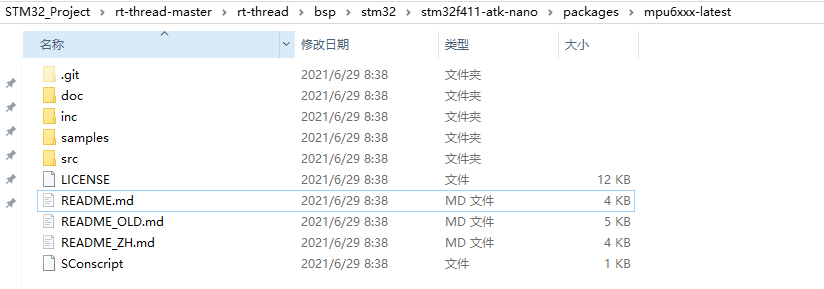 STM32_Project > rt-thread-master > rt-thread > bsp > stm32 > stm32f411-atk-nano > packages > mpu6xxx-latest
名称 修改日期 类型 大小
.git 2021/6/29 8:38 文件夹
doc 2021/6/29 8:38 文件夹
inc 2021/6/29 8:38 文件夹
samples 2021/6/29 8:38 文件夹
src 2021/6/29 8:38 文件夹
LICENSE 2021/6/29 8:38 文件 12 KB
README.md 2021/6/29 8:38 MD 文件 4 KB
README_OLD.md 2021/6/29 8:38 MD 文件 5 KB
README_ZH.md 2021/6/29 8:38 MD 文件 4 KB
SConscript 2021/6/29 8:38 文件 1 KB